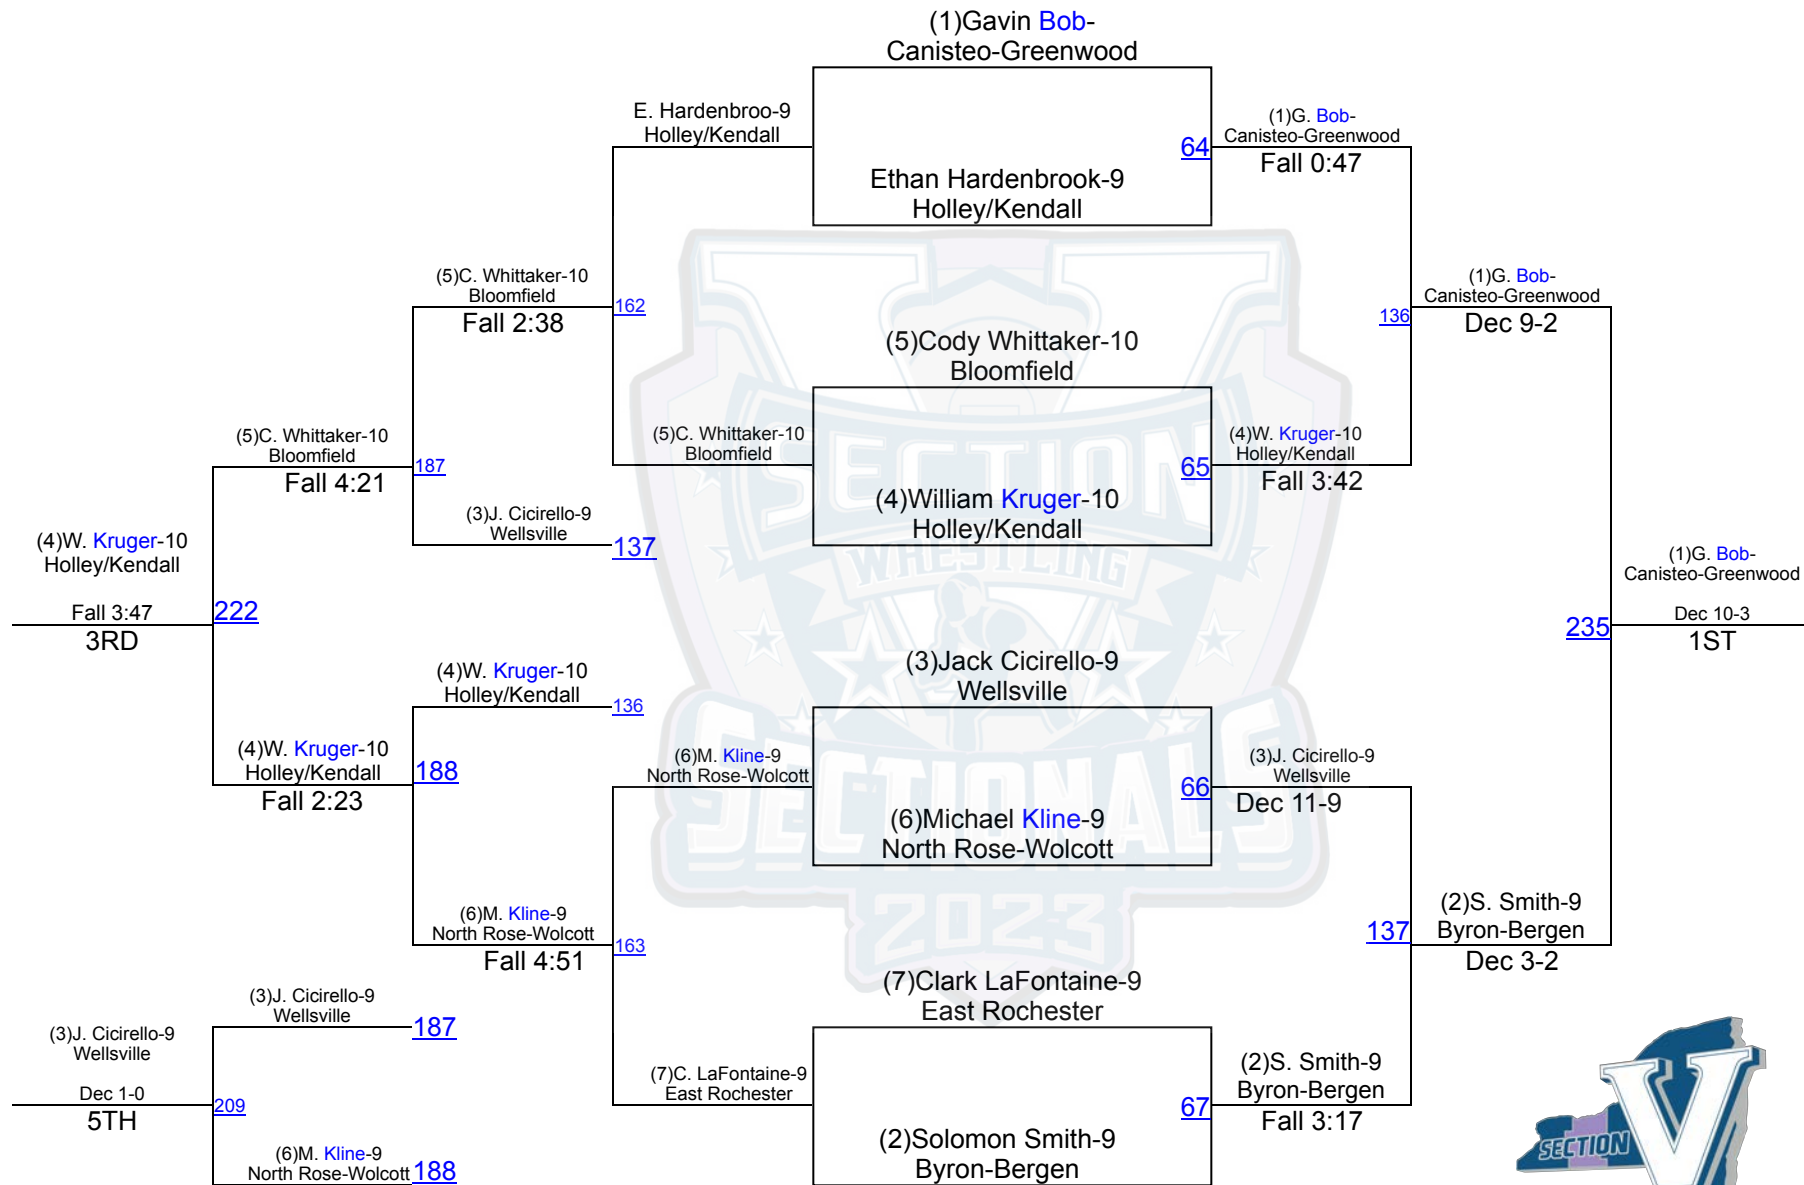 (1)Gavin Bob-
Canisteo-Greenwood
E. Hardenbroo-9
Holley/Kendall
64
(1)G. Bob-
Canisteo-Greenwood
Fall 0:47
Ethan Hardenbrook-9
Holley/Kendall
(5)C. Whittaker-10
Bloomfield
Fall 2:38
162
(5)Cody Whittaker-10
Bloomfield
136
(1)G. Bob-
Canisteo-Greenwood
Dec 9-2
(5)C. Whittaker-10
Bloomfield
Fall 4:21
187
(5)C. Whittaker-10
Bloomfield
65
(4)W. Kruger-10
Holley/Kendall
Fall 3:42
(4)William Kruger-10
Holley/Kendall
(3)J. Cicirello-9
Wellsville
137
(4)W. Kruger-10
Holley/Kendall
Fall 3:47
3RD
222
SECTION
WRESTLING
SECTIONALS
2023
235
(1)G. Bob-
Canisteo-Greenwood
Dec 10-3
1ST
(4)W. Kruger-10
Holley/Kendall
136
(3)Jack Cicirello-9
Wellsville
(4)W. Kruger-10
Holley/Kendall
Fall 2:23
188
(6)M. Kline-9
North Rose-Wolcott
66
(3)J. Cicirello-9
Wellsville
Dec 11-9
(6)Michael Kline-9
North Rose-Wolcott
(6)M. Kline-9
North Rose-Wolcott
Fall 4:51
163
137
(2)S. Smith-9
Byron-Bergen
Dec 3-2
(7)Clark LaFontaine-9
East Rochester
(3)J. Cicirello-9
Wellsville
187
(3)J. Cicirello-9
Wellsville
Dec 1-0
5TH
209
(7)C. LaFontaine-9
East Rochester
67
(2)S. Smith-9
Byron-Bergen
Fall 3:17
(2)Solomon Smith-9
Byron-Bergen
(6)M. Kline-9
North Rose-Wolcott
188
SECTION V